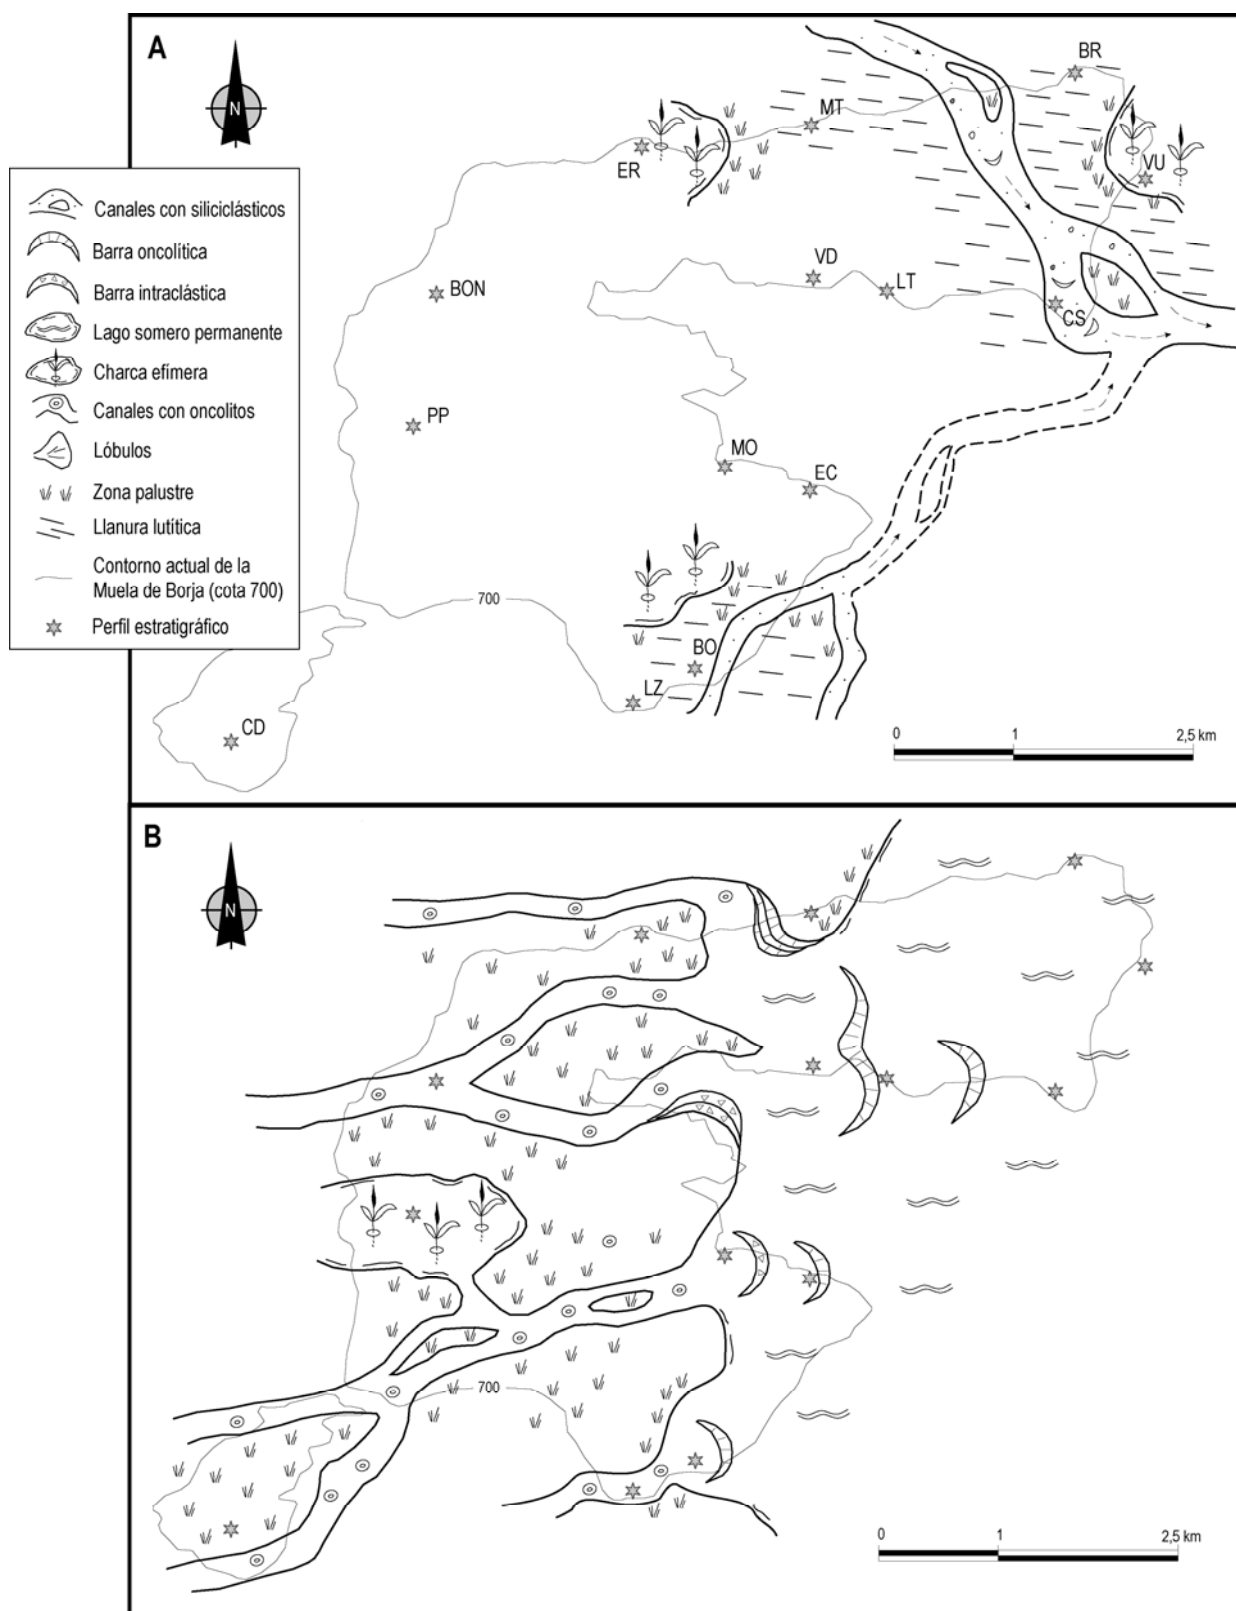 A
N
BR
MT
ER
VU
VD
LT
BON
CS
PP
MO
EC
700
BO
LZ
CD
0
1
2,5 km
Canales con siliciclásticos
Barra oncolítica
Barra intraclástica
Lago somero permanente
Charca efímera
Canales con oncolitos
Lóbulos
Zona palustre
Llanura lutítica
Contorno actual de la
Muela de Borja (cota 700)
Perfil estratigráfico
B
N
700
0
1
2,5 km